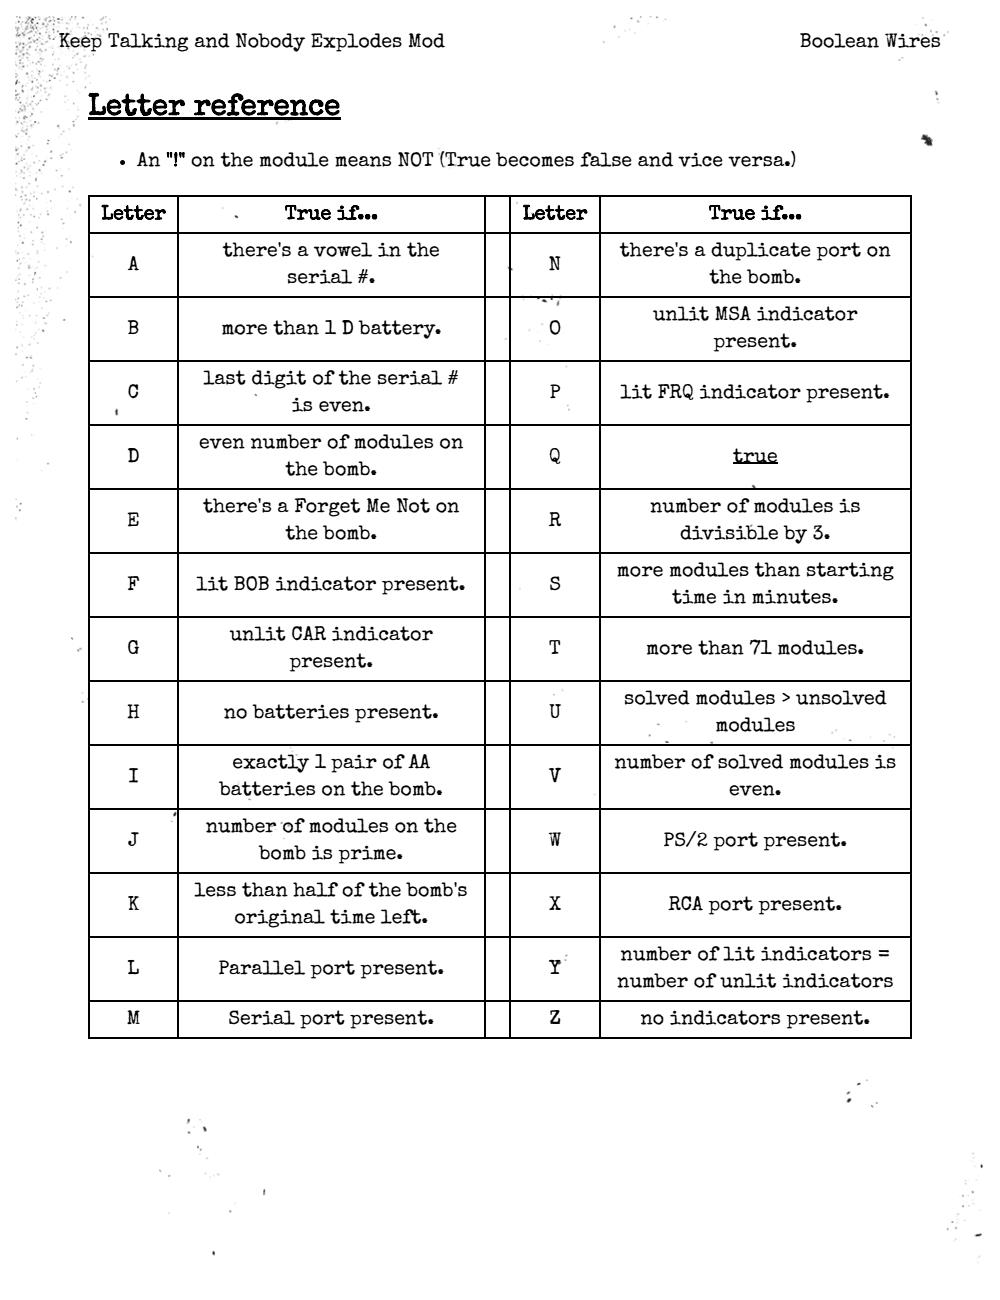 Keep Talking and Nobody Explodes Mod
Boolean Wires
Letter reference
• An "!" on the module means NOT (True becomes false and vice versa.)
Letter True if... Letter True if...
A there's a vowel in the serial #. N there's a duplicate port on the bomb.
B more than 1 D battery. O unlit MSA indicator present.
C last digit of the serial # is even. P lit FRQ indicator present.
D even number of modules on the bomb. Q true
E there's a Forget Me Not on the bomb. R number of modules is divisible by 3.
F lit BOB indicator present. S more modules than starting time in minutes.
G unlit CAR indicator present. T more than 71 modules.
H no batteries present. U solved modules > unsolved modules
I exactly 1 pair of AA batteries on the bomb. V number of solved modules is even.
J number of modules on the bomb is prime. W PS/2 port present.
K less than half of the bomb's original time left. X RCA port present.
L Parallel port present. Y number of lit indicators = number of unlit indicators
M Serial port present. Z no indicators present.